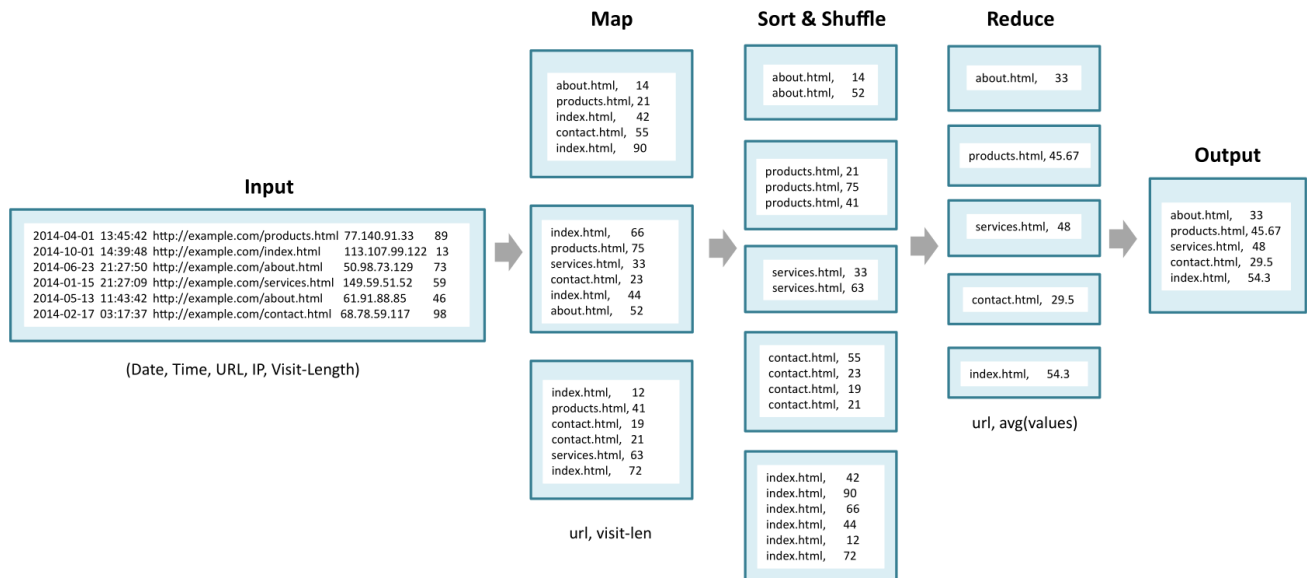 Input
2014-04-01 13:45:42 http://example.com/products.html 77.140.91.33 89
2014-10-01 14:39:48 http://example.com/index.html 113.107.99.122 13
2014-06-23 21:27:50 http://example.com/about.html 50.98.73.129 73
2014-01-15 21:27:09 http://example.com/services.html 149.59.51.52 59
2014-05-13 11:43:42 http://example.com/about.html 61.91.88.85 46
2014-02-17 03:17:37 http://example.com/contact.html 68.78.59.117 98
(Date, Time, URL, IP, Visit-Length)
Map
about.html, 14
products.html, 21
index.html, 42
contact.html, 55
index.html, 90
index.html, 66
products.html, 75
services.html, 33
contact.html, 23
index.html, 44
about.html, 52
index.html, 12
products.html, 41
contact.html, 19
contact.html, 21
services.html, 63
index.html, 72
url, visit-len
Sort & Shuffle
about.html, 14
about.html, 52
products.html, 21
products.html, 75
products.html, 41
services.html, 33
services.html, 63
contact.html, 55
contact.html, 23
contact.html, 19
contact.html, 21
index.html, 42
index.html, 90
index.html, 66
index.html, 44
index.html, 12
index.html, 72
Reduce
about.html, 33
products.html, 45.67
services.html, 48
contact.html, 29.5
index.html, 54.3
url, avg(values)
Output
about.html, 33
products.html, 45.67
services.html, 48
contact.html, 29.5
index.html, 54.3